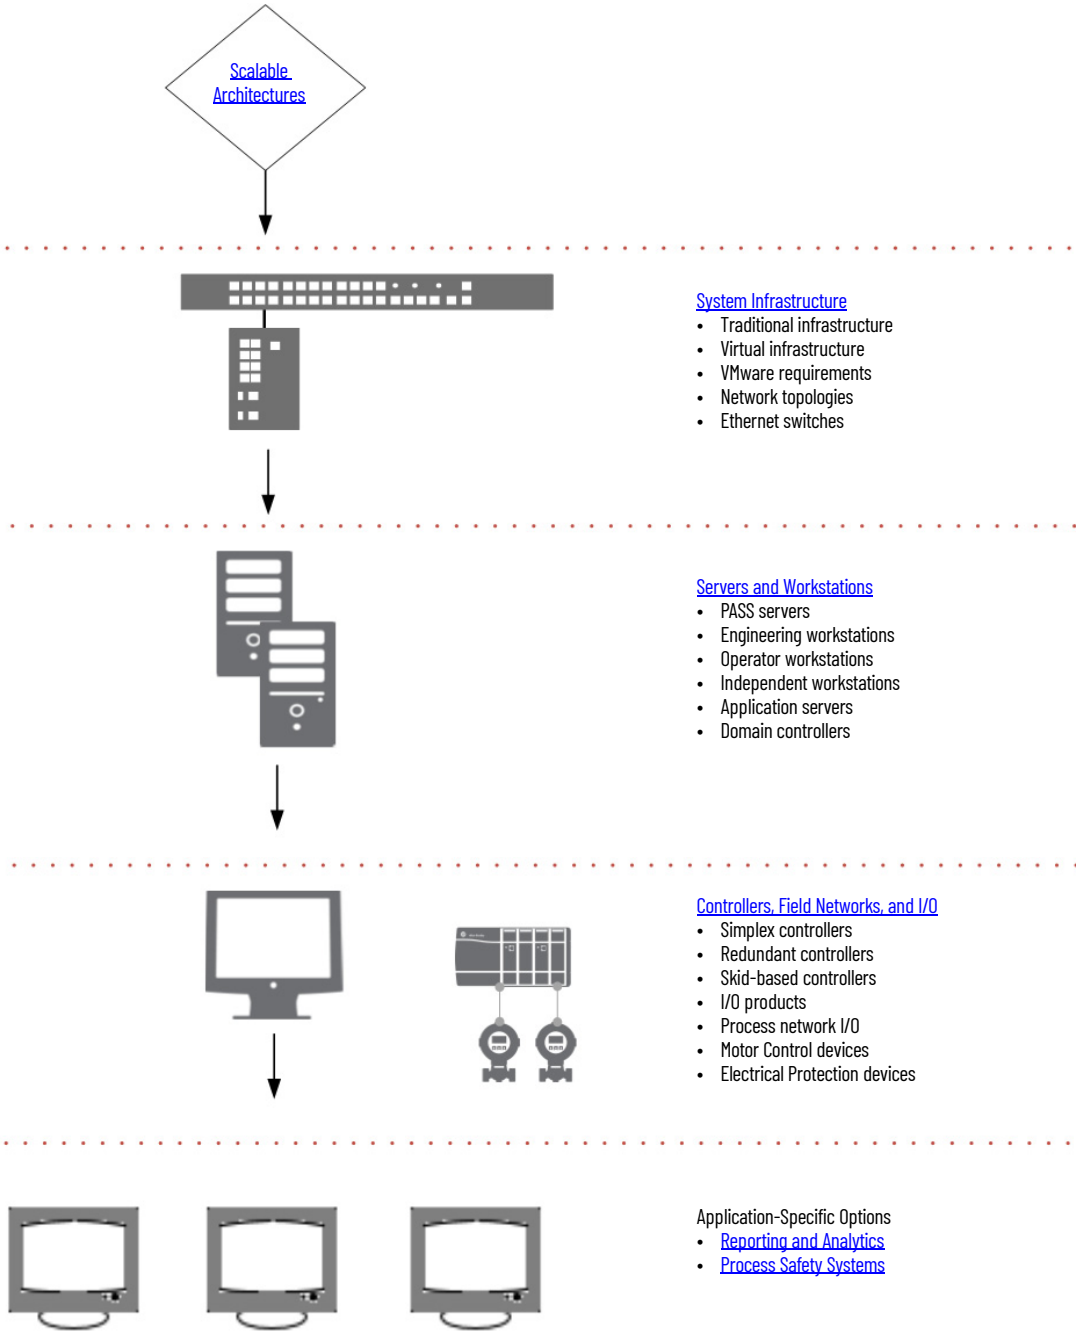 Scalable
Architectures
System Infrastructure
• Traditional infrastructure
• Virtual infrastructure
• VMware requirements
• Network topologies
• Ethernet switches
Servers and Workstations
• PASS servers
• Engineering workstations
• Operator workstations
• Independent workstations
• Application servers
• Domain controllers
Controllers, Field Networks, and I/O
• Simplex controllers
• Redundant controllers
• Skid-based controllers
• I/O products
• Process network I/O
• Motor Control devices
• Electrical Protection devices
Application-Specific Options
• Reporting and Analytics
• Process Safety Systems